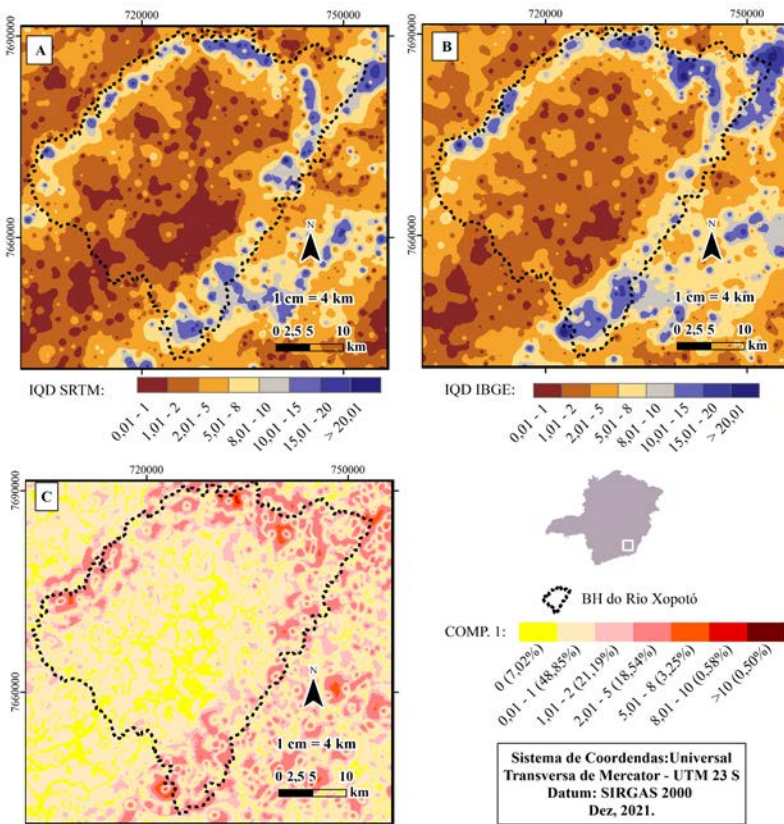 720000 750000
7690000
A
7660000
N
1 cm = 4 km
0 2,5 5 10
km
IQD SRTM:
0,01 - 1
1,01 - 2
2,01 - 5
5,01 - 8
8,01 - 10
10,01 - 15
15,01 - 20
> 20,01
720000 750000
7690000
B
7660000
N
1 cm = 4 km
0 2,5 5 10
km
IQD IBGE:
0,01 - 1
1,01 - 2
2,01 - 5
5,01 - 8
8,01 - 10
10,01 - 15
15,01 - 20
> 20,01
720000 750000
7690000
C
7660000
N
1 cm = 4 km
0 2,5 5 10
km
BH do Rio Xopotó
COMP. 1:
0 (7,02%)
0,01 - 1 (48,85%)
1,01 - 2 (21,19%)
2,01 - 5 (18,54%)
5,01 - 8 (3,25%)
8,01 - 10 (0,58%)
>10 (0,50%)
Sistema de Coordendas:Universal
Transversa de Mercator - UTM 23 S
Datum: SIRGAS 2000
Dez, 2021.